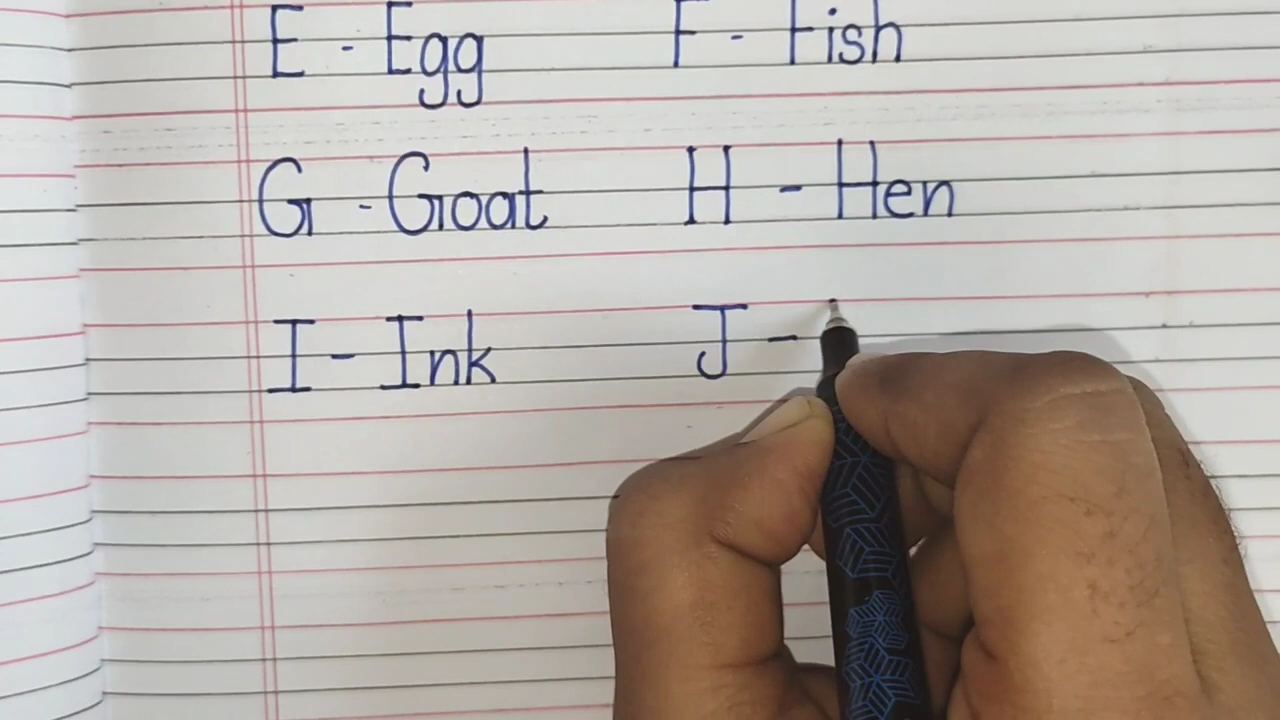 E - Egg F - Fish
G - Goat H - Hen
I - Ink J -